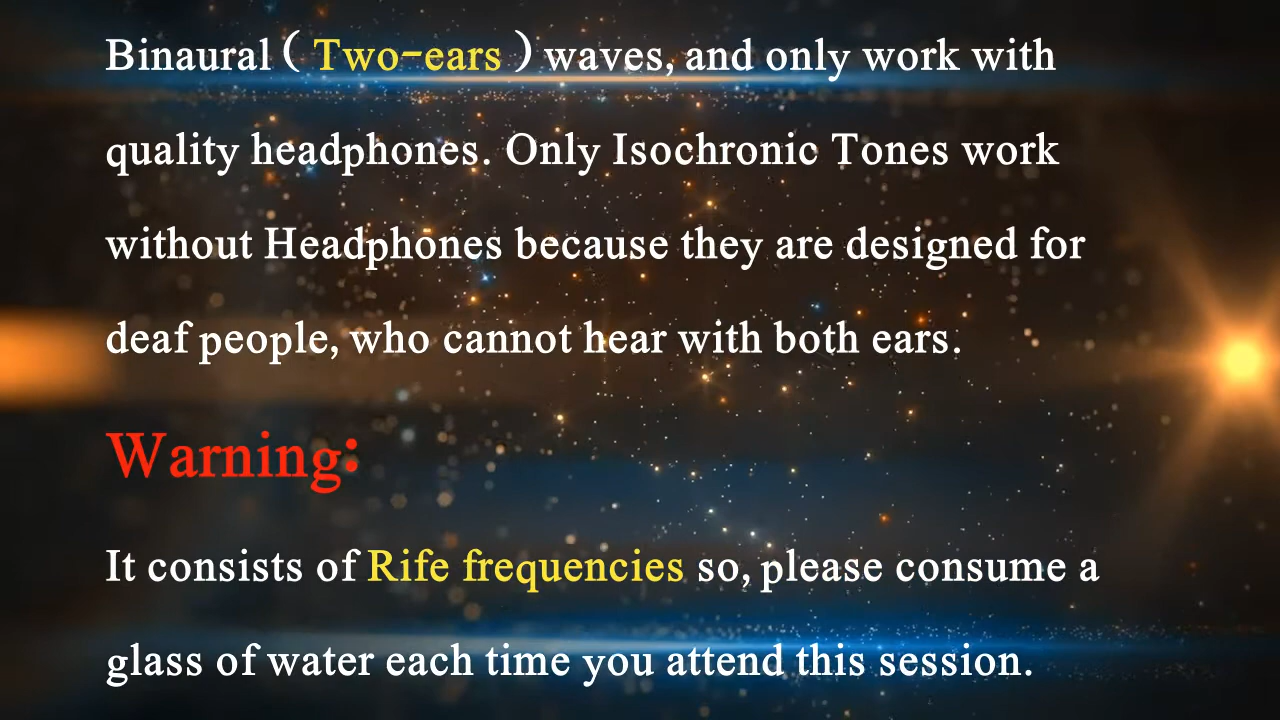 Binaural ( Two-ears ) waves, and only work with
quality headphones. Only Isochronic Tones work
without Headphones because they are designed for
deaf people, who cannot hear with both ears.
Warning:
It consists of Rife frequencies so, please consume a
glass of water each time you attend this session.